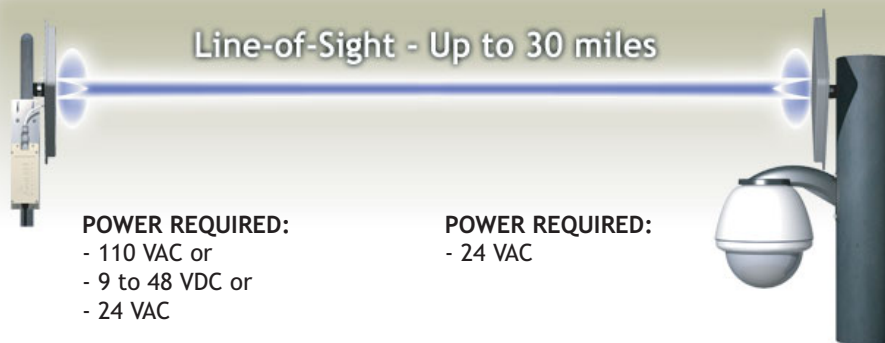 Line-of-Sight - Up to 30 miles
POWER REQUIRED:
- 110 VAC or
- 9 to 48 VDC or
- 24 VAC
POWER REQUIRED:
- 24 VAC